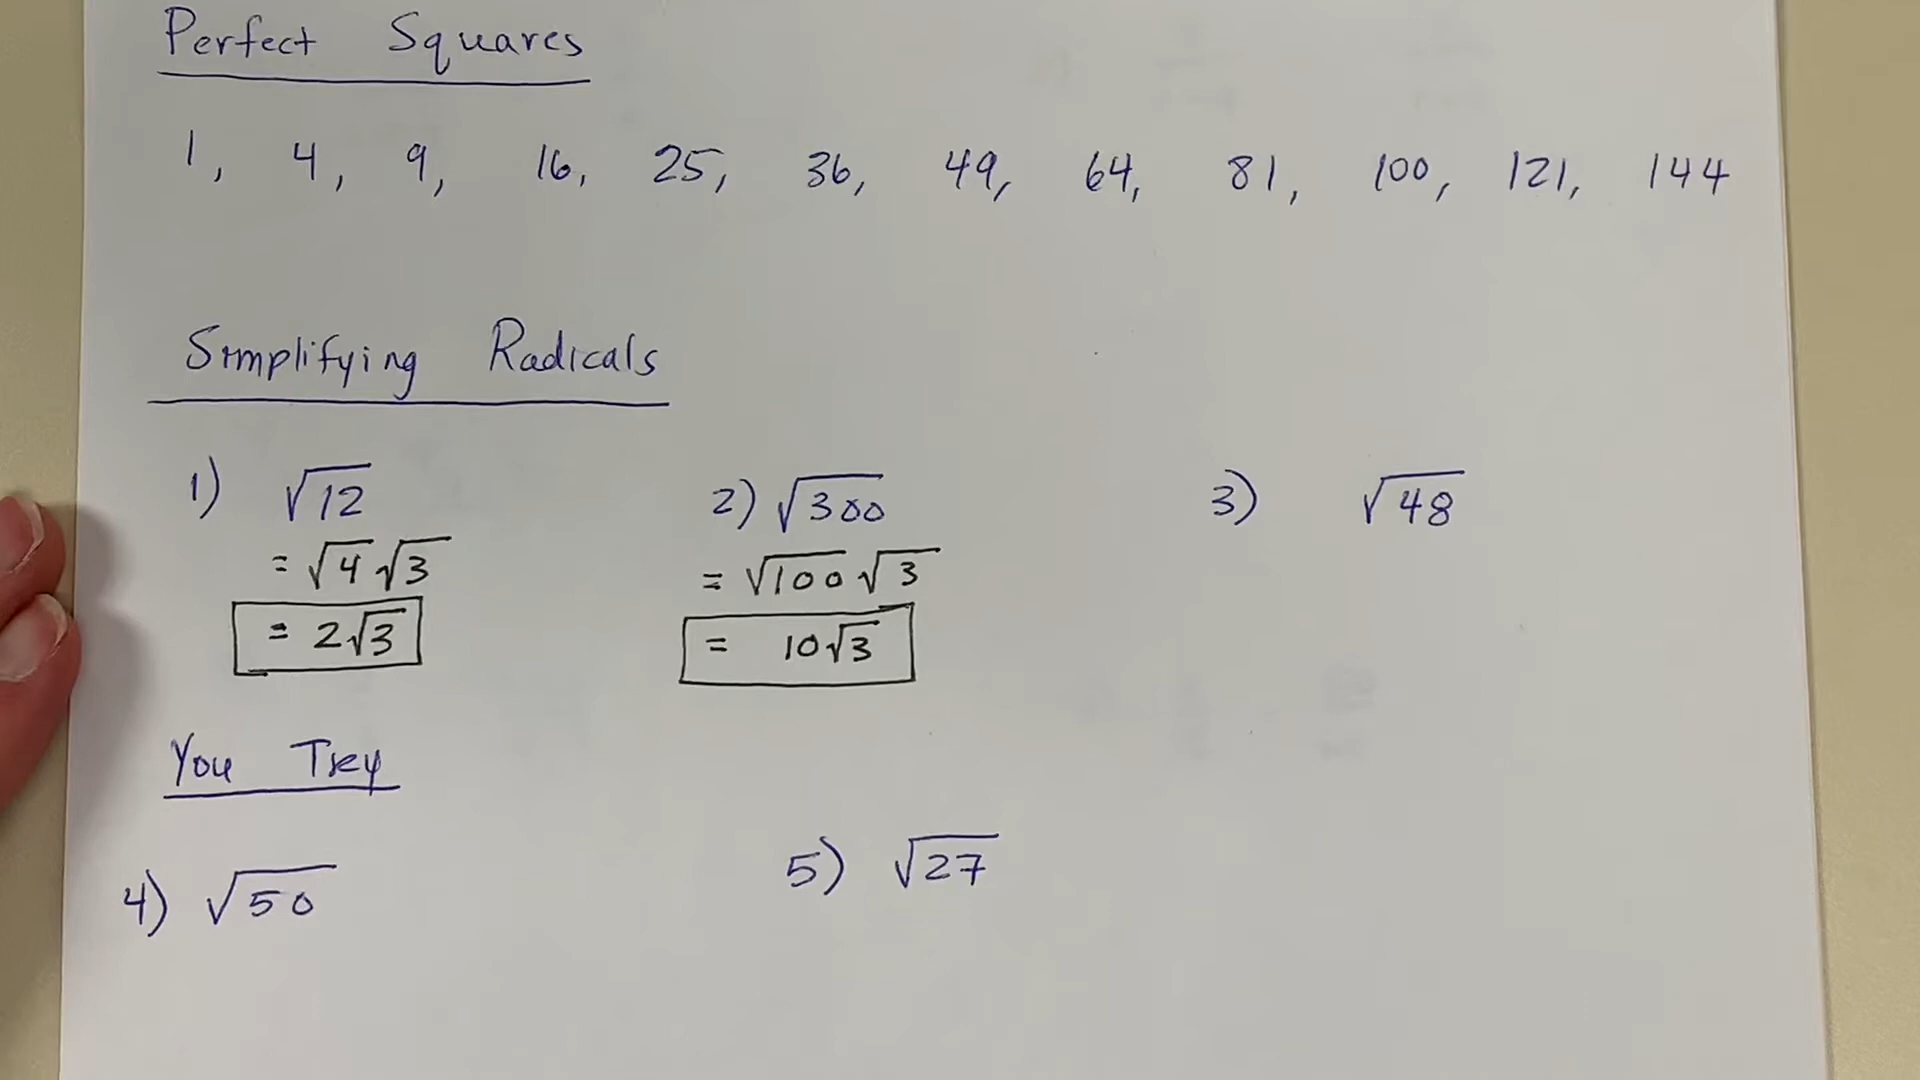 Perfect Squares
1, 4, 9, 16, 25, 36, 49, 64, 81, 100, 121, 144
Simplifying Radicals
1) √12
= √4 √3
= 2√3
2) √300
= √100 √3
= 10√3
3) √48
You Try
4) √50
5) √27